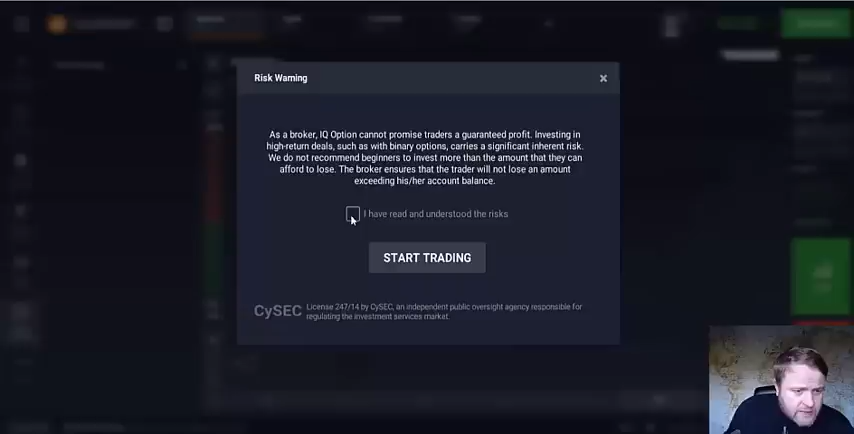 Risk Warning
As a broker, IQ Option cannot promise traders a guaranteed profit. Investing in
high-return deals, such as with binary options, carries a significant inherent risk.
We do not recommend beginners to invest more than the amount that they can
afford to lose. The broker ensures that the trader will not lose an amount
exceeding his/her account balance.
I have read and understood the risks
START TRADING
CySEC License 247/14 by CySEC, an independent public oversight agency responsible for
regulating the investment services market.